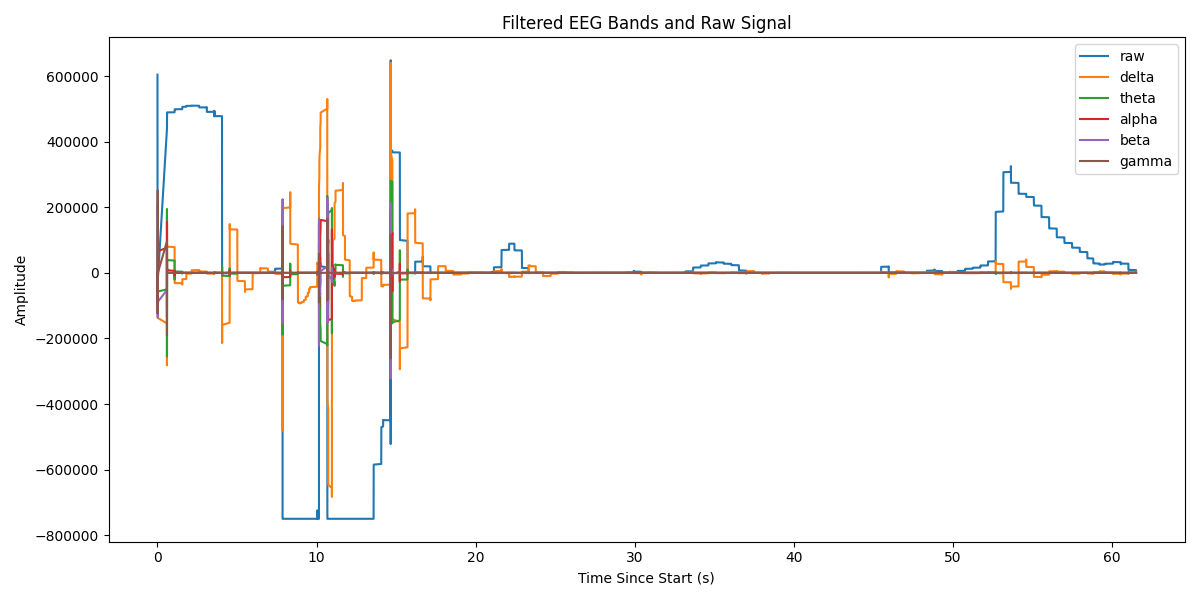 Filtered EEG Bands and Raw Signal
raw
delta
theta
alpha
beta
gamma
Amplitude
600000
400000
200000
0
−200000
−400000
−600000
−800000
0 10 20 30 40 50 60
Time Since Start (s)